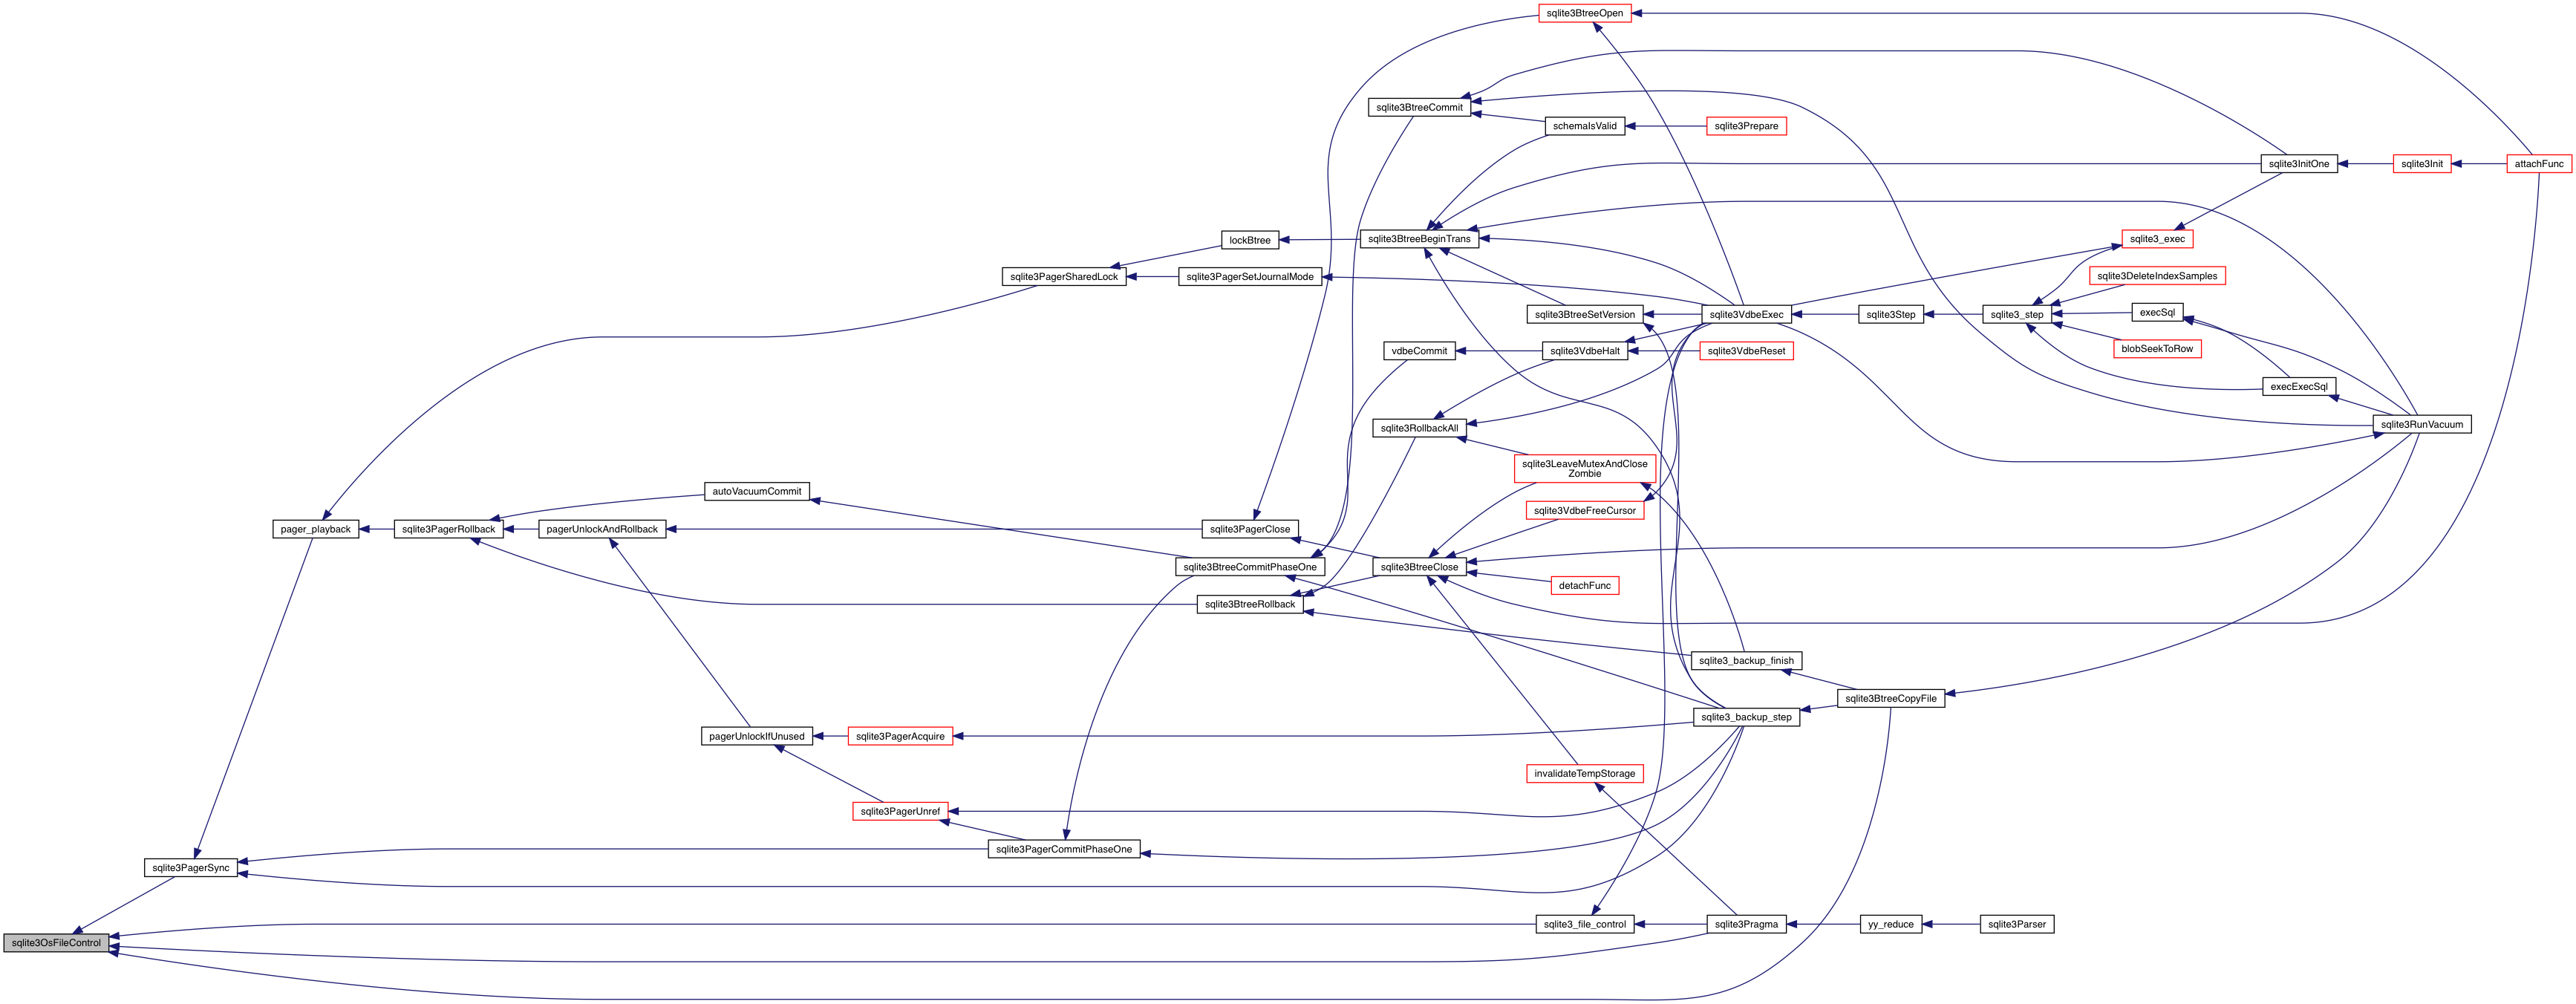 sqlite3BtreeOpen
sqlite3BtreeCommit
schemaIsValid
sqlite3Prepare
sqlite3InitOne
sqlite3Init
attachFunc
lockBtree
sqlite3BtreeBeginTrans
sqlite3_exec
sqlite3PagerSharedLock
sqlite3PagerSetJournalMode
sqlite3DeleteIndexSamples
sqlite3BtreeSetVersion
sqlite3VdbeExec
sqlite3Step
sqlite3_step
execSql
vdbeCommit
sqlite3VdbeHalt
sqlite3VdbeReset
blobSeekToRow
execExecSql
sqlite3RollbackAll
sqlite3RunVacuum
sqlite3LeaveMutexAndClose
Zombie
autoVacuumCommit
sqlite3VdbeFreeCursor
pager_playback
sqlite3PagerRollback
pagerUnlockAndRollback
sqlite3PagerClose
sqlite3BtreeCommitPhaseOne
sqlite3BtreeClose
detachFunc
sqlite3BtreeRollback
sqlite3_backup_finish
sqlite3BtreeCopyFile
sqlite3_backup_step
pagerUnlockIfUnused
sqlite3PagerAcquire
invalidateTempStorage
sqlite3PagerUnref
sqlite3PagerCommitPhaseOne
sqlite3PagerSync
sqlite3_file_control
sqlite3Pragma
yy_reduce
sqlite3Parser
sqlite3OsFileControl